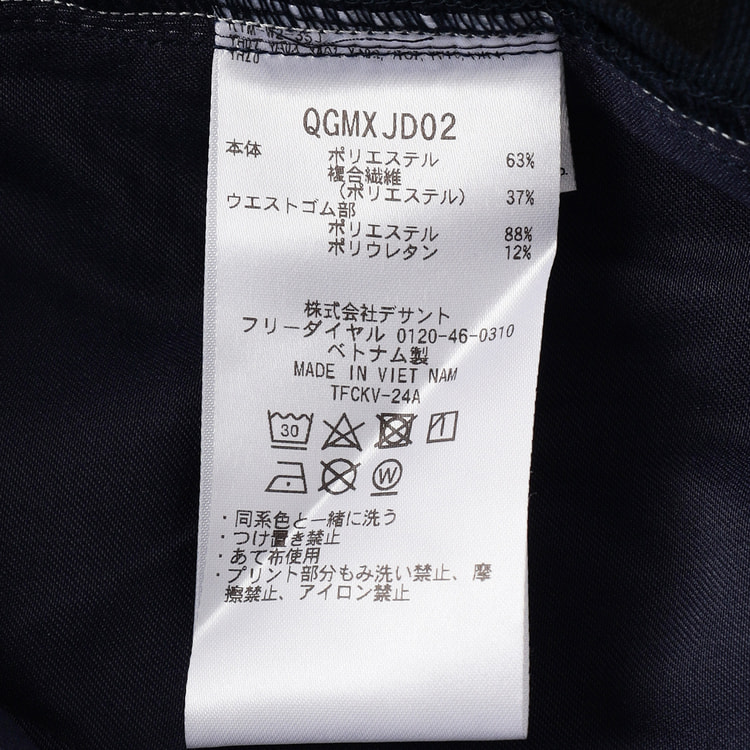 QGMXJD02
本体
ポリエステル 63%
複合繊維
(ポリエステル) 37%
ウエストゴム部
ポリエステル 88%
ポリウレタン 12%
株式会社デサント
フリーダイヤル 0120-46-0310
ベトナム製
MADE IN VIET NAM
TFCKV-24A
30
W
・同系色と一緒に洗う
・つけ置き禁止
・あて布使用
・プリント部分もみ洗い禁止、摩
擦禁止、アイロン禁止